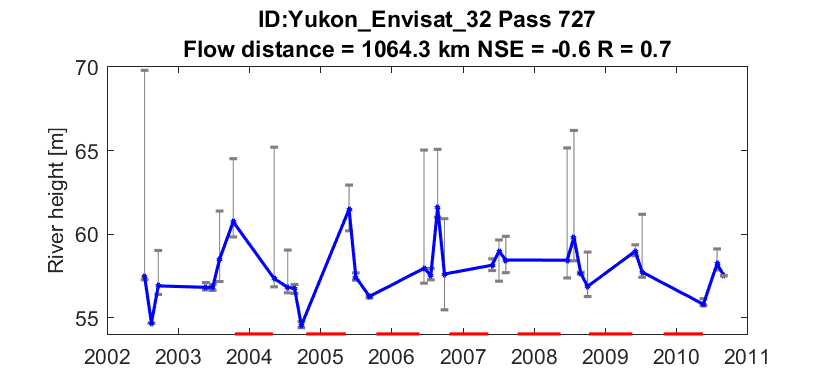 ID:Yukon_Envisat_32 Pass 727
Flow distance = 1064.3 km NSE = -0.6 R = 0.7
River height [m]
70
65
60
55
2002 2003 2004 2005 2006 2007 2008 2009 2010 2011